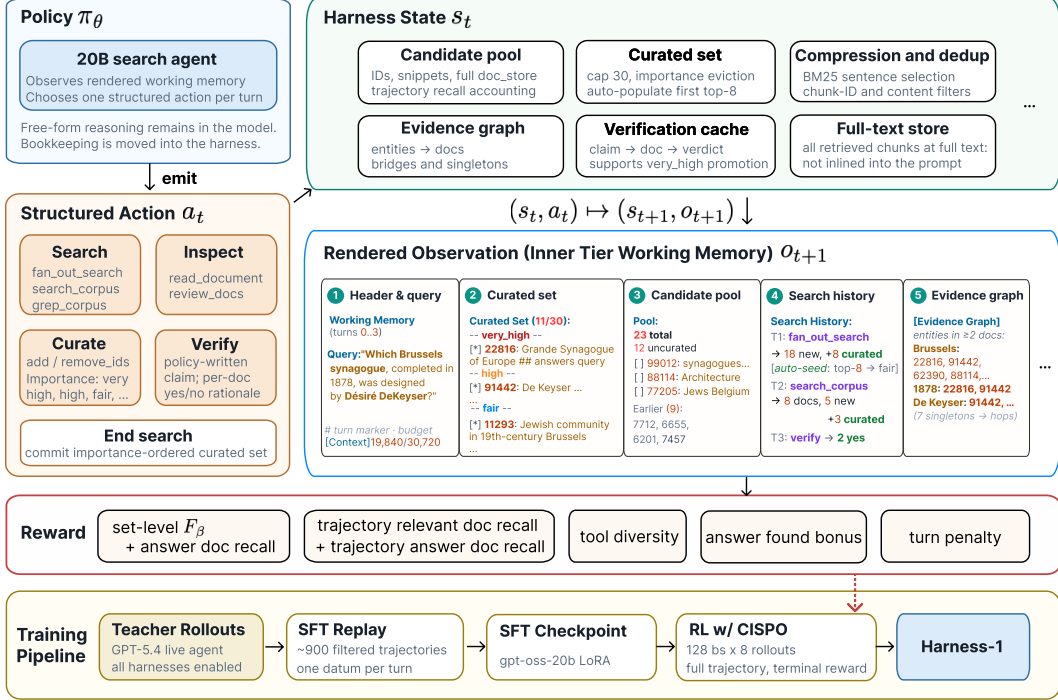 Policy πθ
20B search agent
Observes rendered working memory
Chooses one structured action per turn
Free-form reasoning remains in the model.
Bookkeeping is moved into the harness.
emit
Structured Action at
Search
fan_out_search
search_corpus
grep_corpus
Inspect
read_document
review_docs
Curate
add / remove_ids
Importance: very
high, high, fair, ...
Verify
policy-written
claim; per-doc
yes/no rationale
End search
commit importance-ordered curated set
Harness State st
Candidate pool
IDs, snippets, full doc_store
trajectory recall accounting
Curated set
cap 30, importance eviction
auto-populate first top-8
Compression and dedup
BM25 sentence selection
chunk-ID and content filters
Evidence graph
entities → docs
bridges and singletons
Verification cache
claim → doc → verdict
supports very_high promotion
Full-text store
all retrieved chunks at full text:
not inlined into the prompt
...
(st, at) ↦ (st+1, ot+1)
Rendered Observation (Inner Tier Working Memory) ot+1
1 Header & query
Working Memory
(turns 0..3)
Query:"Which Brussels
synagogue, completed in
1878, was designed
by Désiré DeKeyser?"
# turn marker · budget
[Context]19,840/30,720
2 Curated set
Curated Set (11/30):
-- very_high --
[*] 22816: Grande Synagogue
of Europe ## answers query
-- high --
[*] 91442: De Keyser ...
...
-- fair --
[*] 11293: Jewish community
in 19th-century Brussels
...
3 Candidate pool
Pool:
23 total
12 uncurated
[ ] 99012: synagogues...
[ ] 88114: Architecture
[ ] 77205: Jews Belgium
Earlier (9):
7712, 6655,
6201, 7457
4 Search history
Search History:
T1: fan_out_search
→ 18 new, +8 curated
[auto-seed: top-8 → fair]
T2: search_corpus
→ 8 docs, 5 new
+3 curated
T3: verify → 2 yes
5 Evidence graph
[Evidence Graph]
entities in ≥2 docs:
Brussels:
22816, 91442,
62390, 88114,...
1878: 22816, 91442
De Keyser: 91442, ...
(7 singletons → hops)
...
Reward
set-level Fβ
+ answer doc recall
trajectory relevant doc recall
+ trajectory answer doc recall
tool diversity
answer found bonus
turn penalty
Training
Pipeline
Teacher Rollouts
GPT-5.4 live agent
all harnesses enabled
SFT Replay
~900 filtered trajectories
one datum per turn
SFT Checkpoint
gpt-oss-20b LoRA
RL w/ CISPO
128 bs x 8 rollouts
full trajectory, terminal reward
Harness-1